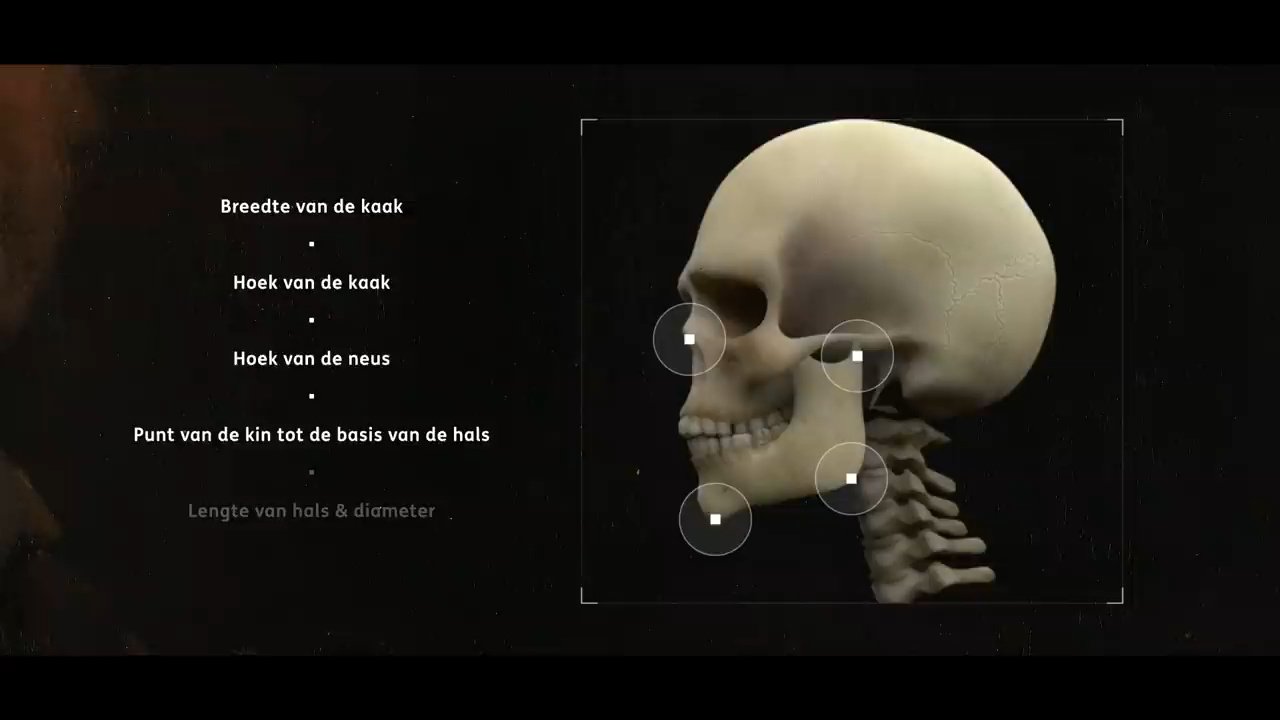 Breedte van de kaak
Hoek van de kaak
Hoek van de neus
Punt van de kin tot de basis van de hals
Lengte van hals & diameter